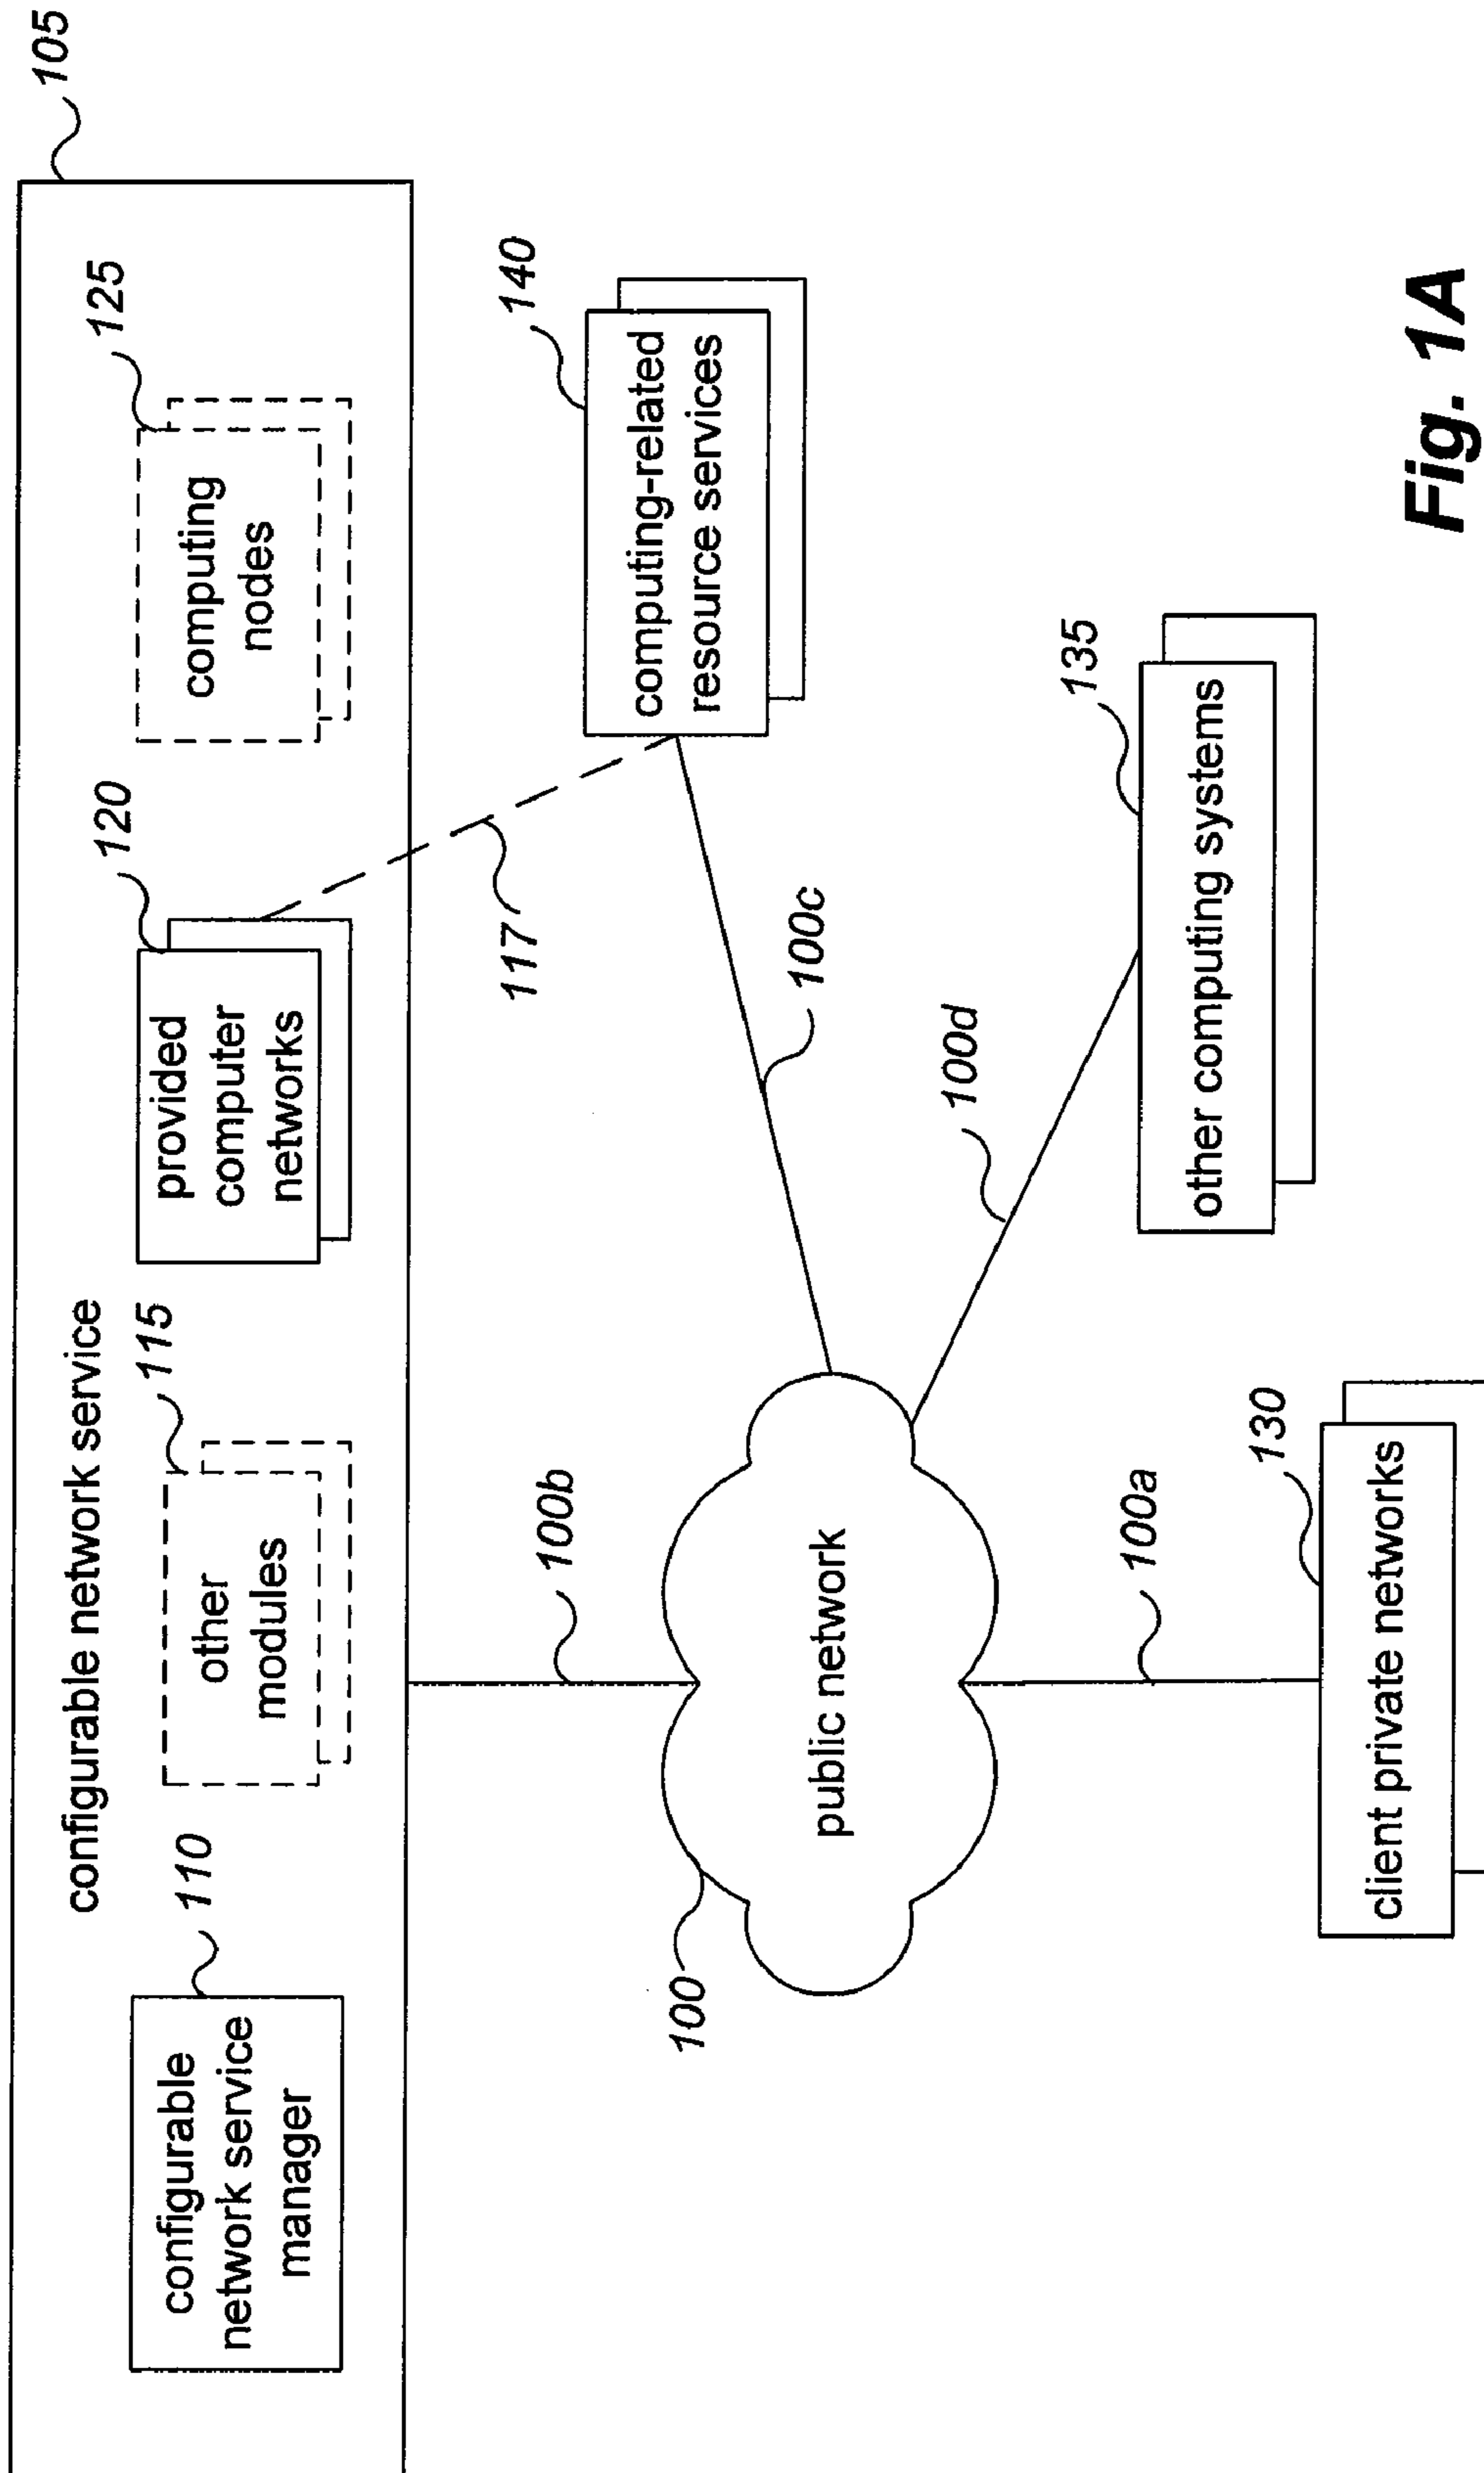 105
configurable network service
110
configurable
network service
manager
115
other
modules
120
provided
computer
networks
125
computing
nodes
117
140
computing-related
resource services
100b
100c
100
public network
100d
135
other computing systems
100a
130
client private networks
Fig. 1A